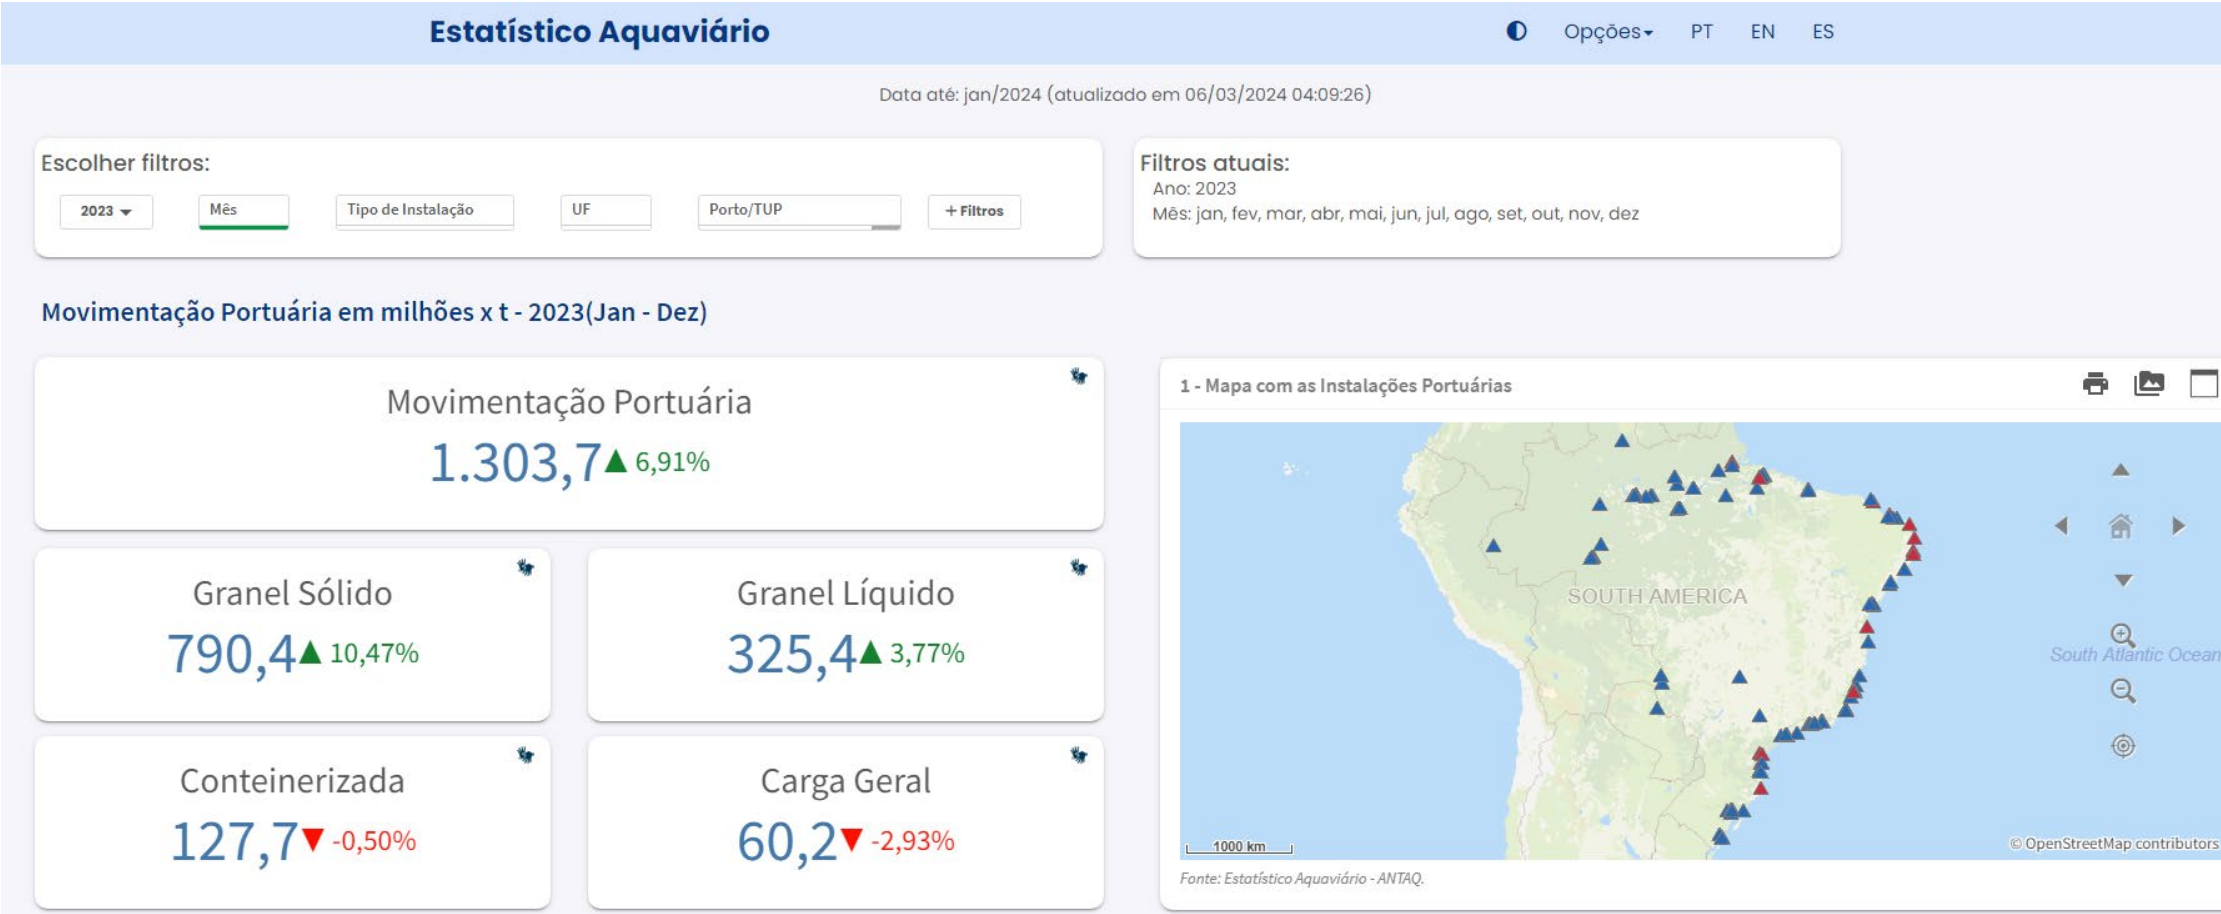 Estatístico Aquaviário
Opções PT EN ES
Data até: jan/2024 (atualizado em 06/03/2024 04:09:26)
Escolher filtros:
2023 Mês Tipo de Instalação UF Porto/TUP +Filtros
Filtros atuais:
Ano: 2023
Mês: jan, fev, mar, abr, mai, jun, jul, ago, set, out, nov, dez
Movimentação Portuária em milhões x t - 2023(Jan - Dez)
Movimentação Portuária
1.303,7 6,91%
Granel Sólido
790,4 10,47%
Granel Líquido
325,4 3,77%
Conteinerizada
127,7 -0,50%
Carga Geral
60,2 -2,93%
1 - Mapa com as Instalações Portuárias
SOUTH AMERICA
South Atlantic Ocean
1000 km
© OpenStreetMap contributors
Fonte: Estatístico Aquaviário - ANTAQ.